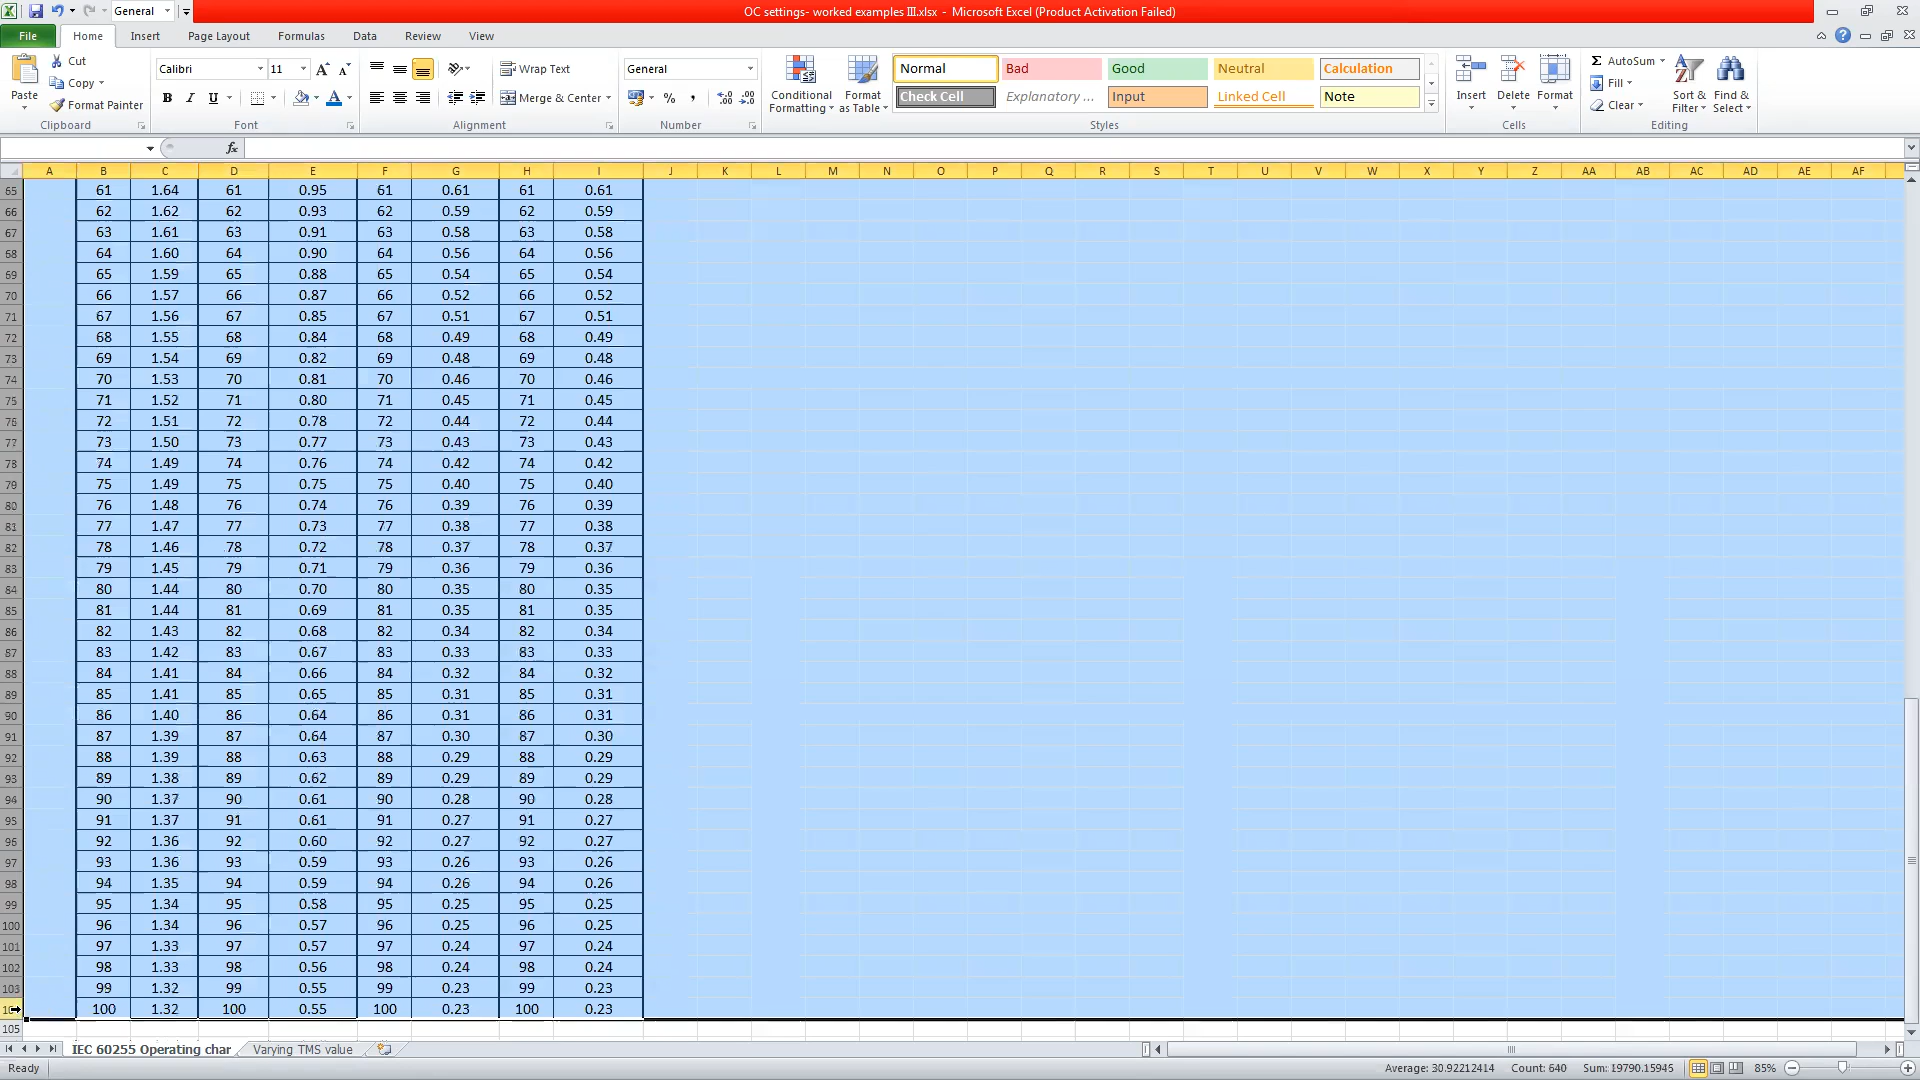 General
OC settings- worked examples III.xlsx - Microsoft Excel (Product Activation Failed)
File Home Insert Page Layout Formulas Data Review View
Paste
Cut
Copy
Format Painter
Clipboard
Calibri 11
B I U
Font
Wrap Text
Merge & Center
Alignment
General
Number
Conditional Formatting
Format as Table
Normal Bad Good Neutral Calculation
Check Cell Explanatory ... Input Linked Cell Note
Styles
Insert Delete Format
Cells
AutoSum
Fill
Clear
Sort & Filter
Find & Select
Editing
fx
A B C D E F G H I J K L M N O P Q R S T U V W X Y Z AA AB AC AD AE AF
65 61 1.64 61 0.95 61 0.61 61 0.61
66 62 1.62 62 0.93 62 0.59 62 0.59
67 63 1.61 63 0.91 63 0.58 63 0.58
68 64 1.60 64 0.90 64 0.56 64 0.56
69 65 1.59 65 0.88 65 0.54 65 0.54
70 66 1.57 66 0.87 66 0.52 66 0.52
71 67 1.56 67 0.85 67 0.51 67 0.51
72 68 1.55 68 0.84 68 0.49 68 0.49
73 69 1.54 69 0.82 69 0.48 69 0.48
74 70 1.53 70 0.81 70 0.46 70 0.46
75 71 1.52 71 0.80 71 0.45 71 0.45
76 72 1.51 72 0.78 72 0.44 72 0.44
77 73 1.50 73 0.77 73 0.43 73 0.43
78 74 1.49 74 0.76 74 0.42 74 0.42
79 75 1.49 75 0.75 75 0.40 75 0.40
80 76 1.48 76 0.74 76 0.39 76 0.39
81 77 1.47 77 0.73 77 0.38 77 0.38
82 78 1.46 78 0.72 78 0.37 78 0.37
83 79 1.45 79 0.71 79 0.36 79 0.36
84 80 1.44 80 0.70 80 0.35 80 0.35
85 81 1.44 81 0.69 81 0.35 81 0.35
86 82 1.43 82 0.68 82 0.34 82 0.34
87 83 1.42 83 0.67 83 0.33 83 0.33
88 84 1.41 84 0.66 84 0.32 84 0.32
89 85 1.41 85 0.65 85 0.31 85 0.31
90 86 1.40 86 0.64 86 0.31 86 0.31
91 87 1.39 87 0.64 87 0.30 87 0.30
92 88 1.39 88 0.63 88 0.29 88 0.29
93 89 1.38 89 0.62 89 0.29 89 0.29
94 90 1.37 90 0.61 90 0.28 90 0.28
95 91 1.37 91 0.61 91 0.27 91 0.27
96 92 1.36 92 0.60 92 0.27 92 0.27
97 93 1.36 93 0.59 93 0.26 93 0.26
98 94 1.35 94 0.59 94 0.26 94 0.26
99 95 1.34 95 0.58 95 0.25 95 0.25
100 96 1.34 96 0.57 96 0.25 96 0.25
101 97 1.33 97 0.57 97 0.24 97 0.24
102 98 1.33 98 0.56 98 0.24 98 0.24
103 99 1.32 99 0.55 99 0.23 99 0.23
100 1.32 100 0.55 100 0.23 100 0.23
105
IEC 60255 Operating char Varying TMS value
Ready Average: 30.92212414 Count: 640 Sum: 19790.15945 85%